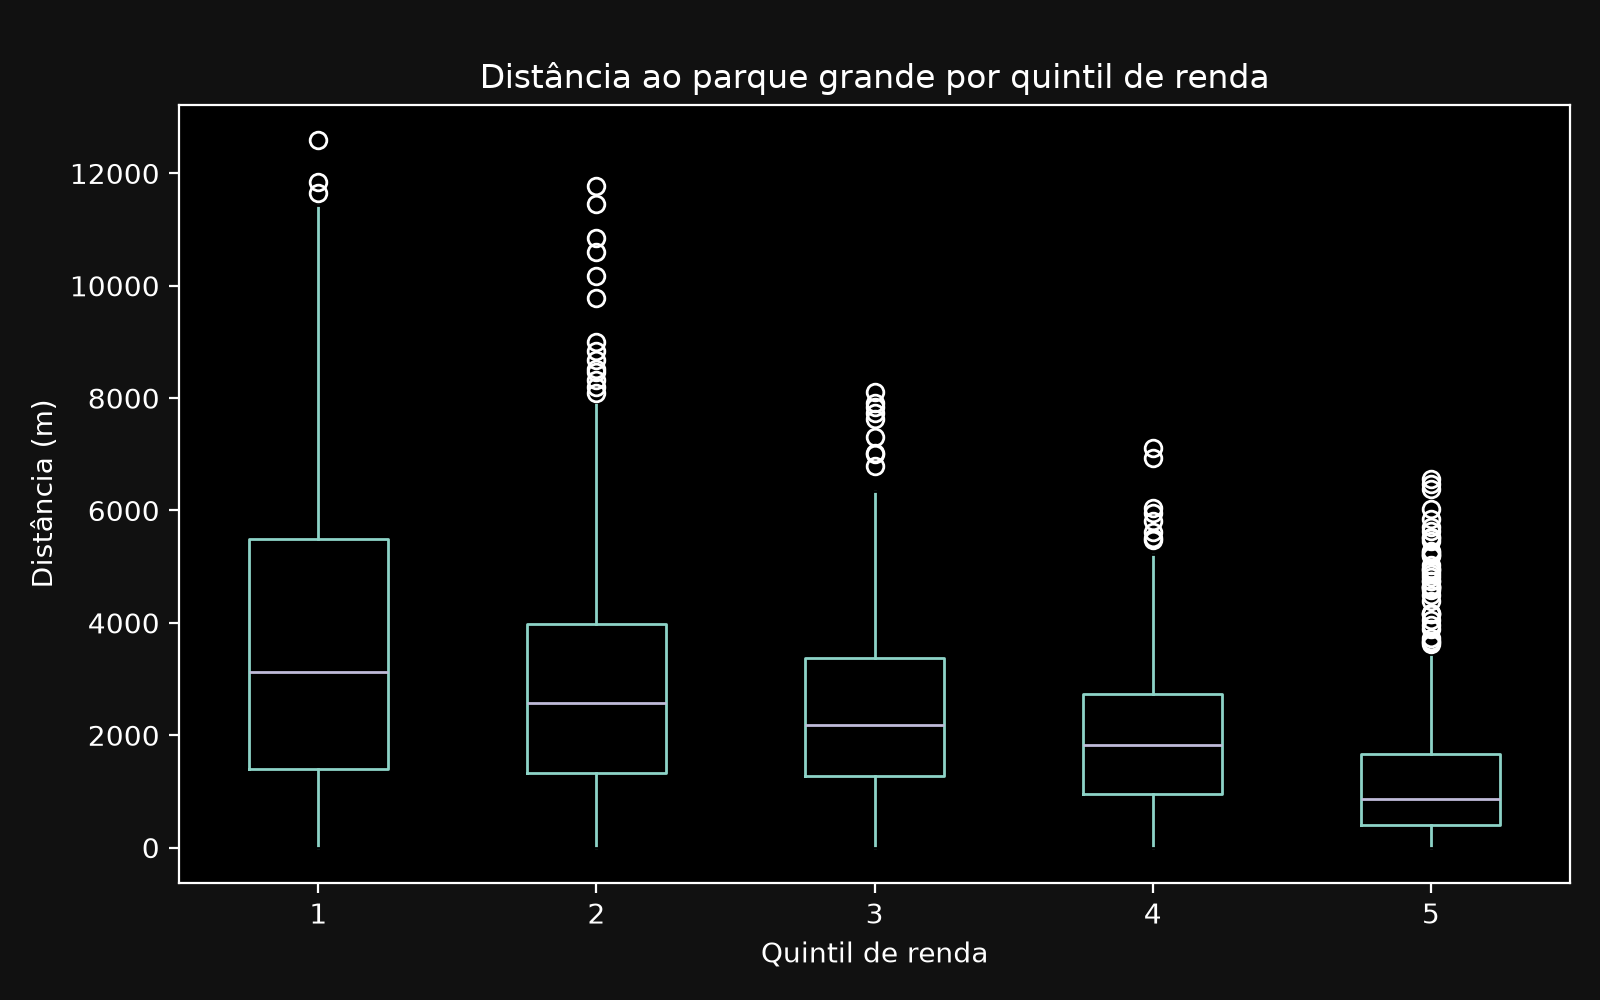 Distância ao parque grande por quintil de renda
12000
10000
8000
6000
4000
2000
0
Distância (m)
1 2 3 4 5
Quintil de renda